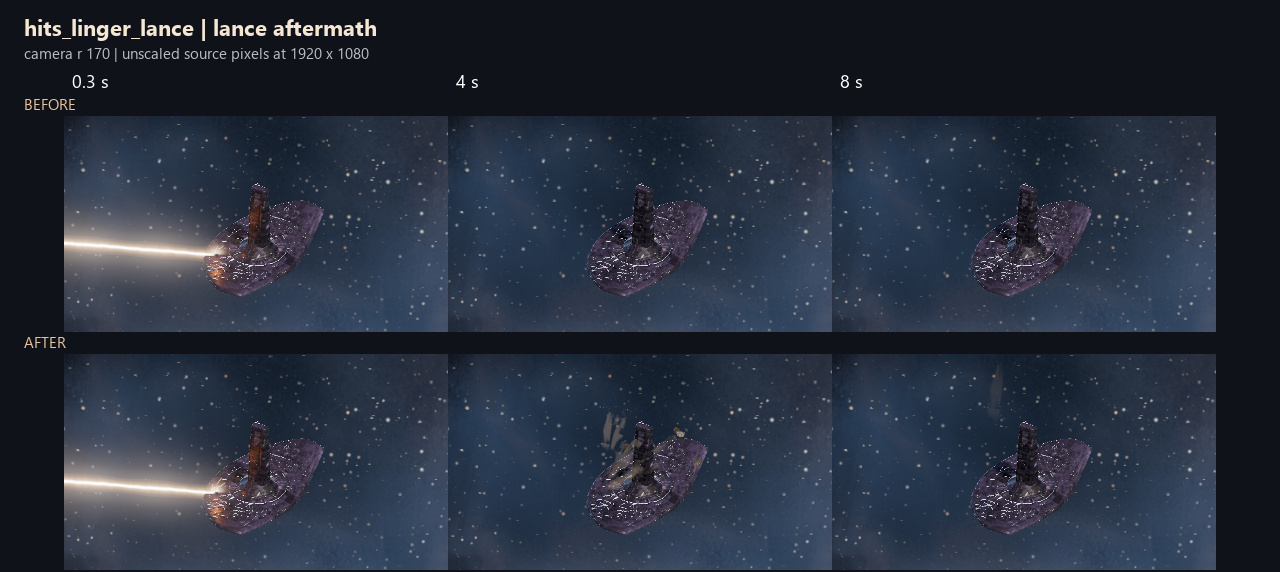 hits_linger_lance | lance aftermath
camera r 170 | unscaled source pixels at 1920 x 1080
0.3 s 4 s 8 s
BEFORE
AFTER